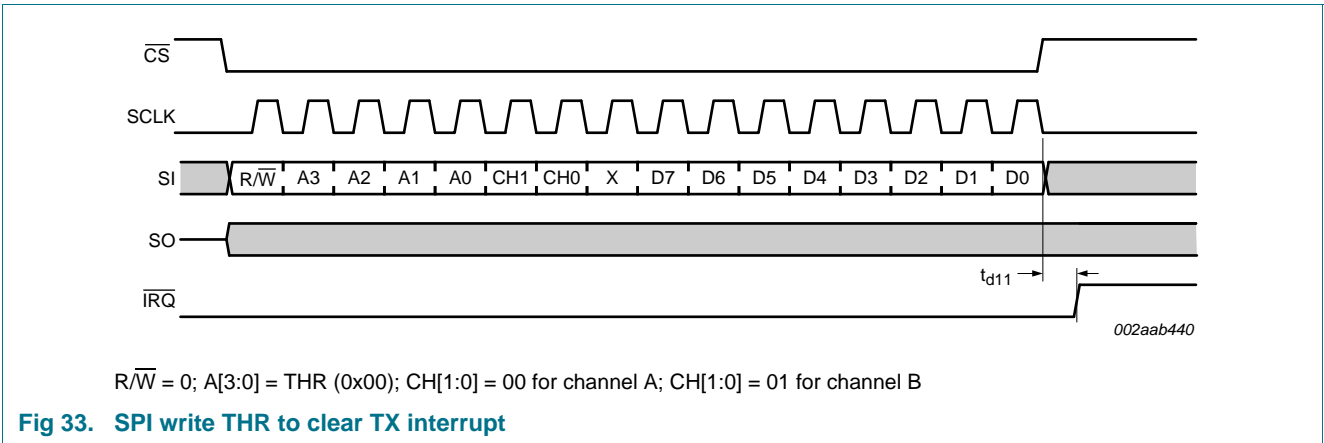 C̅S̅
SCLK
SI R/W̅ A3 A2 A1 A0 CH1 CH0 X D7 D6 D5 D4 D3 D2 D1 D0
SO
td11
I̅R̅Q̅
002aab440
R/W̅ = 0; A[3:0] = THR (0x00); CH[1:0] = 00 for channel A; CH[1:0] = 01 for channel B
Fig 33. SPI write THR to clear TX interrupt